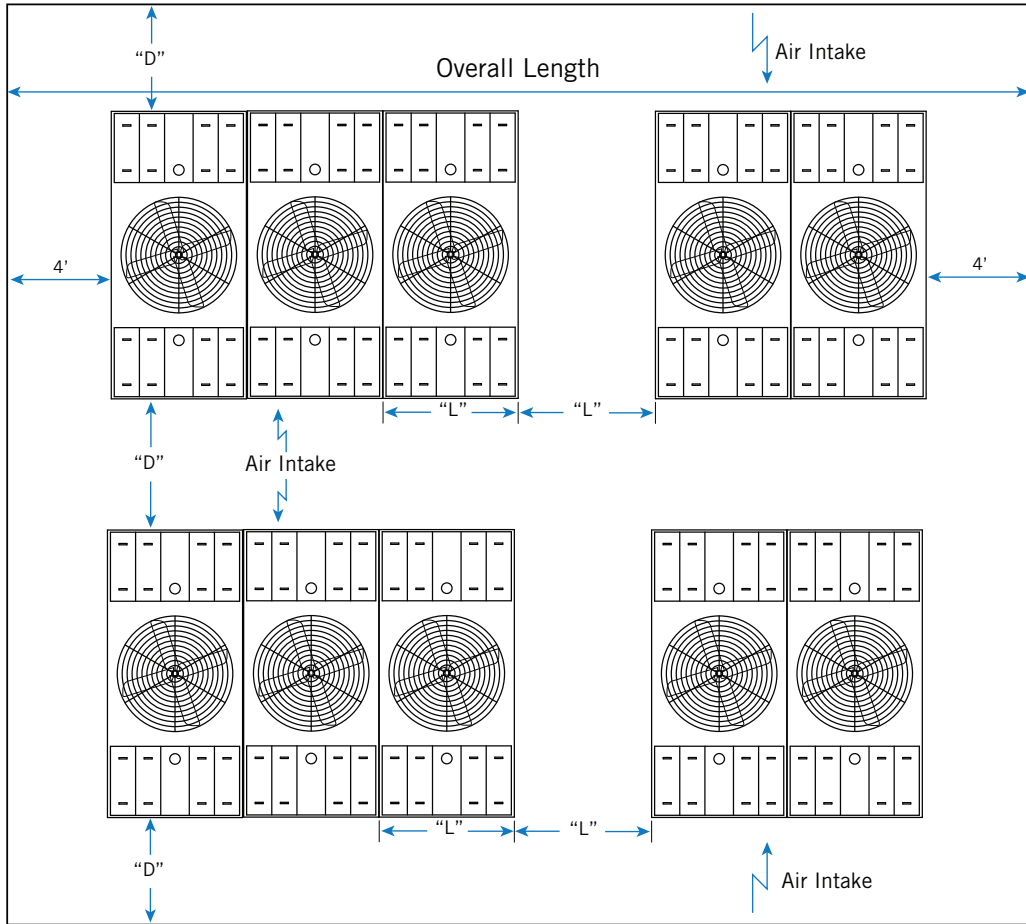 “D”
Air Intake
Overall Length
4’
4’
“L”
“L”
“D”
Air Intake
“L”
“L”
“D”
Air Intake